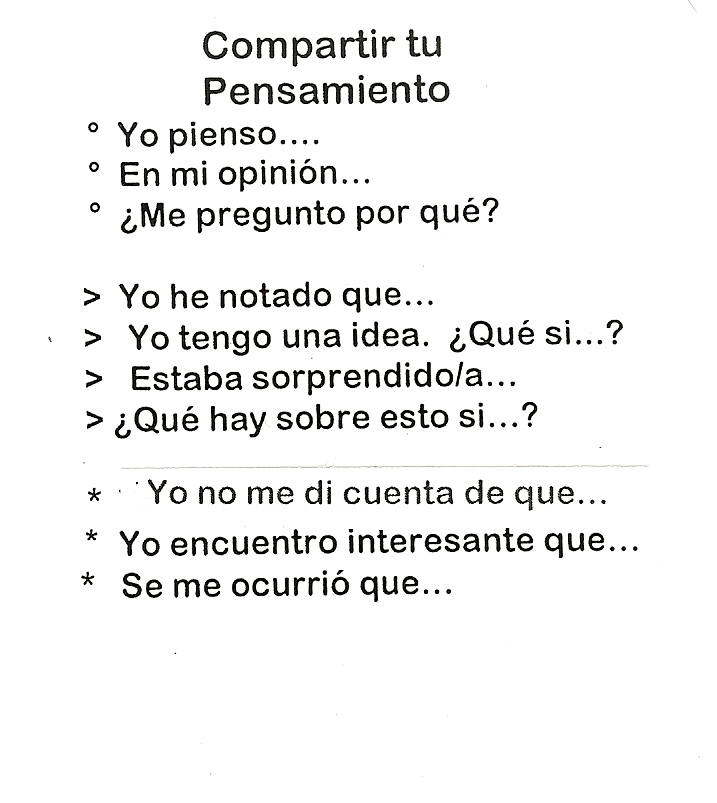 Compartir tu
Pensamiento
° Yo pienso....
° En mi opinión...
° ¿Me pregunto por qué?
> Yo he notado que...
> Yo tengo una idea. ¿Qué si...?
> Estaba sorprendido/a...
> ¿Qué hay sobre esto si...?
* Yo no me di cuenta de que...
* Yo encuentro interesante que...
* Se me ocurrió que...